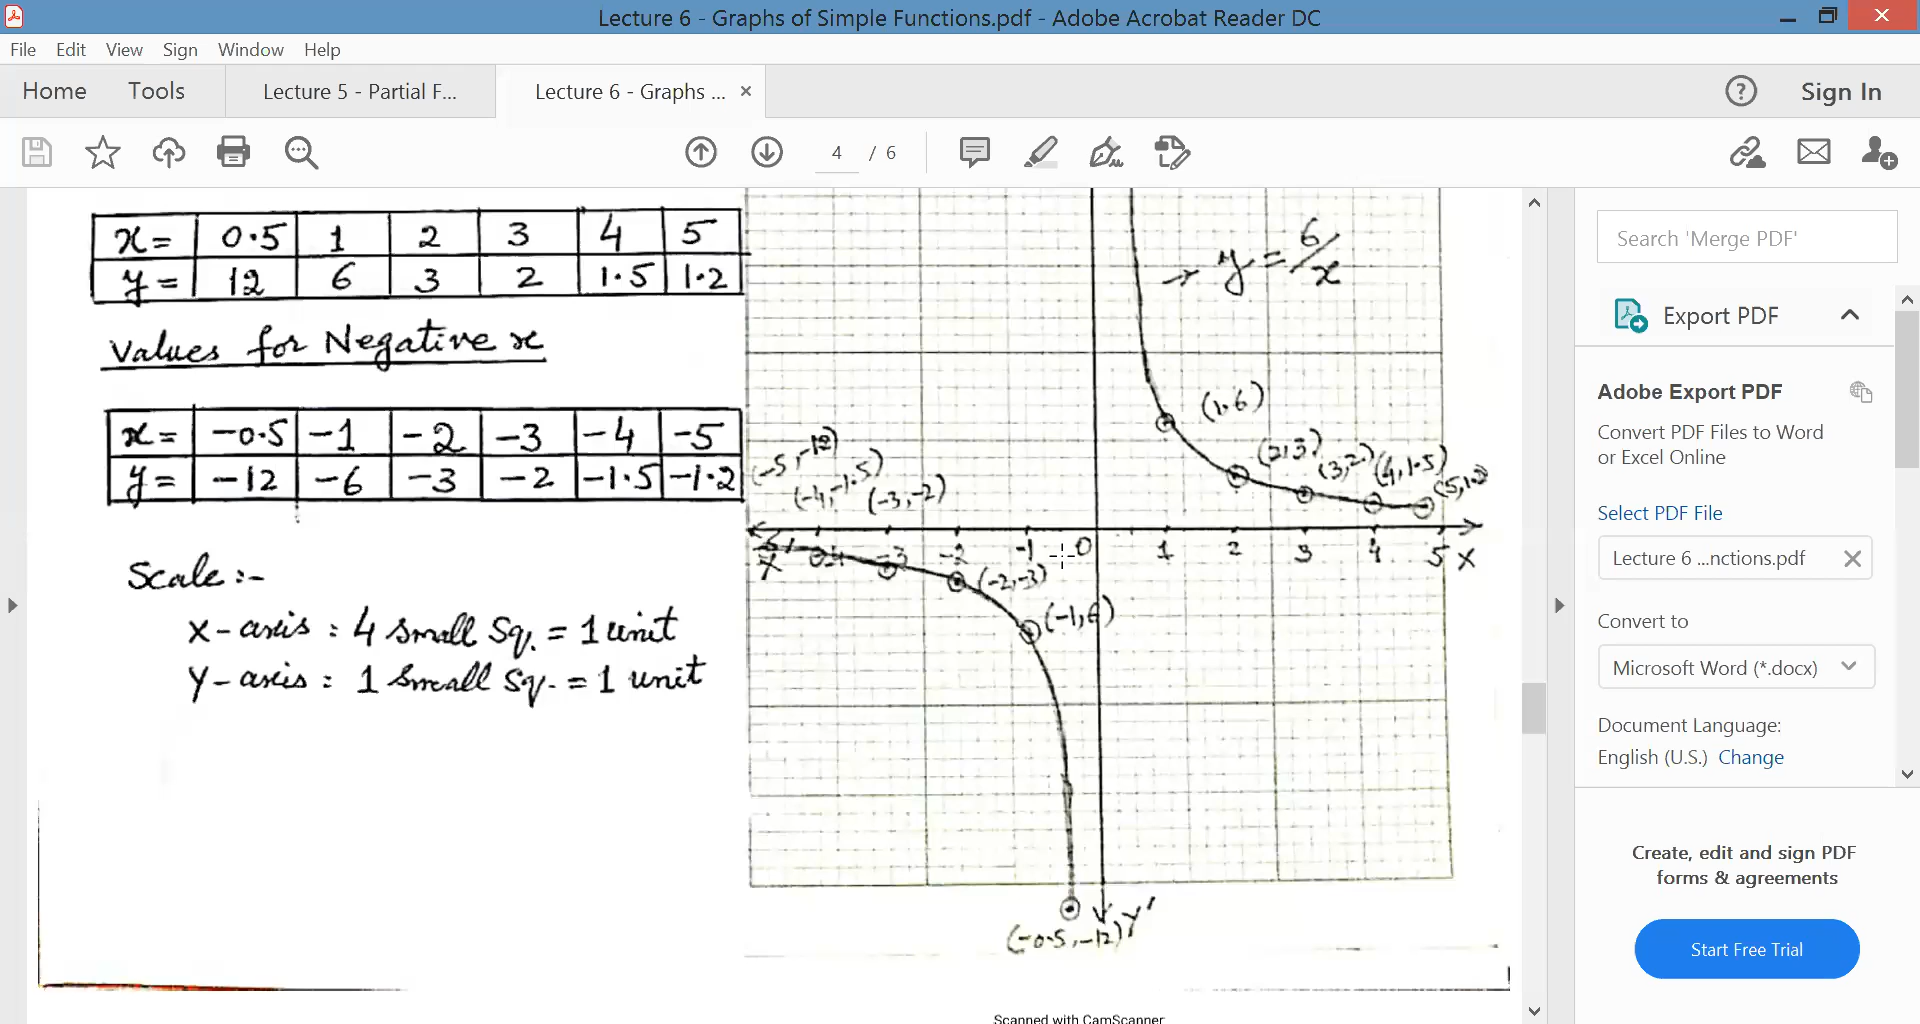 Lecture 6 - Graphs of Simple Functions.pdf - Adobe Acrobat Reader DC
File Edit View Sign Window Help
Home Tools Lecture 5 - Partial F... Lecture 6 - Graphs ... × Sign In
4 / 6
x= 0.5 1 2 3 4 5
y= 12 6 3 2 1.5 1.2
Values for Negative x
x= -0.5 -1 -2 -3 -4 -5
y= -12 -6 -3 -2 -1.5 -1.2
Scale:-
X-axis : 4 small Sq. = 1 unit
Y-axis : 1 small Sq. = 1 unit
→ y = 6/x
(1,6)
(2,3) (3,2) (4,1.5)
(-4,-1.5) (-3,-2)
-3 -2 -1 0 1 2 3 4 5 X
(-2,-3)
(-0.5,-12) Y'
Search 'Merge PDF'
Export PDF
Adobe Export PDF
Convert PDF Files to Word
or Excel Online
Select PDF File
Lecture 6 ...nctions.pdf
Convert to
Microsoft Word (*.docx)
Document Language:
English (U.S.) Change
Create, edit and sign PDF
forms & agreements
Start Free Trial
Scanned with CamScanner